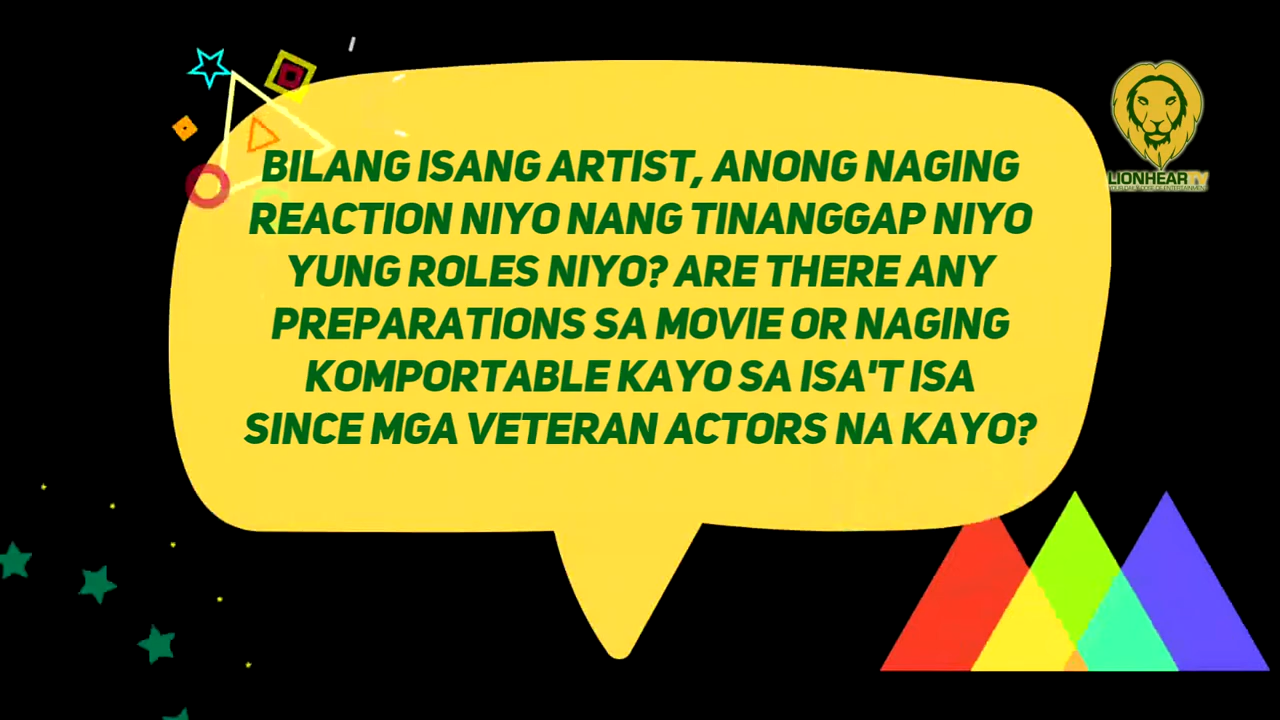 BILANG ISANG ARTIST, ANONG NAGING
REACTION NIYO NANG TINANGGAP NIYO
YUNG ROLES NIYO? ARE THERE ANY
PREPARATIONS SA MOVIE OR NAGING
KOMPORTABLE KAYO SA ISA'T ISA
SINCE MGA VETERAN ACTORS NA KAYO?
LIONHEARTV